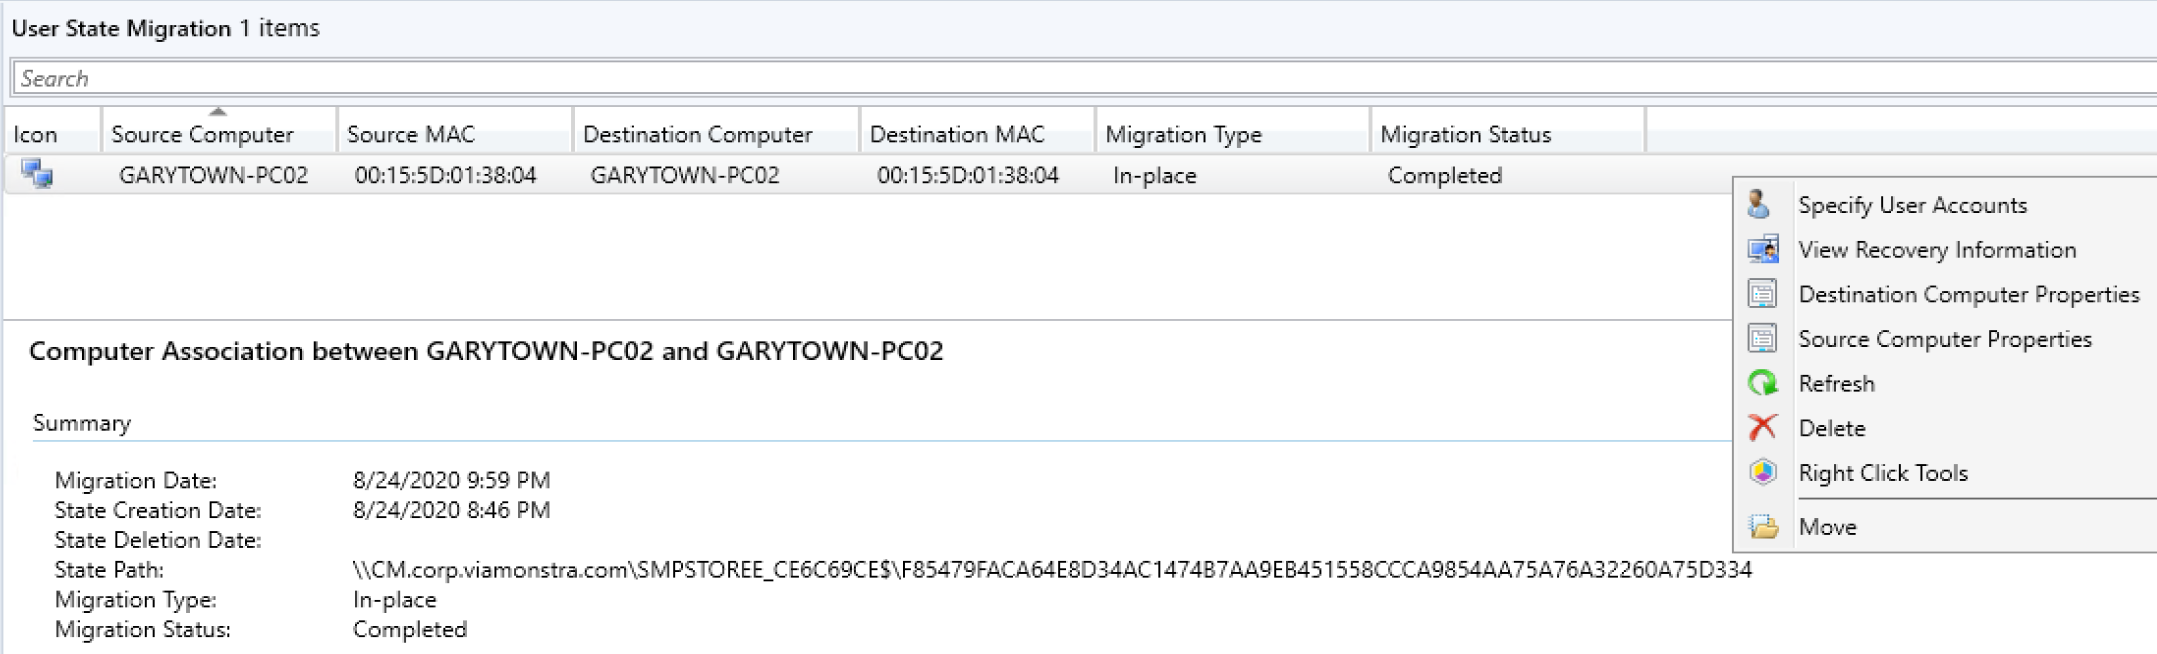 User State Migration 1 items
Search
Icon Source Computer Source MAC Destination Computer Destination MAC Migration Type Migration Status
GARYTOWN-PC02 00:15:5D:01:38:04 GARYTOWN-PC02 00:15:5D:01:38:04 In-place Completed
Specify User Accounts
View Recovery Information
Destination Computer Properties
Source Computer Properties
Refresh
Delete
Right Click Tools
Move
Computer Association between GARYTOWN-PC02 and GARYTOWN-PC02
Summary
Migration Date: 8/24/2020 9:59 PM
State Creation Date: 8/24/2020 8:46 PM
State Deletion Date:
State Path: \\CM.corp.viamonstra.com\SMPSTOREE_CE6C69CE$\F85479FACA64E8D34AC1474B7AA9EB451558CCCA9854AA75A76A32260A75D334
Migration Type: In-place
Migration Status: Completed